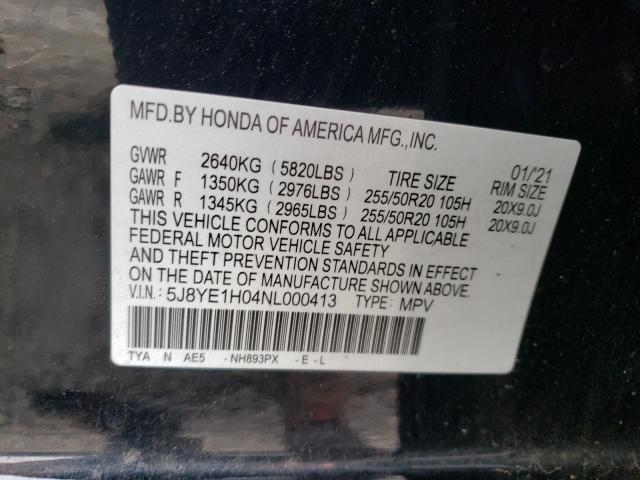 MFD.BY HONDA OF AMERICA MFG.,INC.
GVWR 2640KG ( 5820LBS ) TIRE SIZE 01/'21
GAWR F 1350KG ( 2976LBS ) 255/50R20 105H RIM SIZE 20X9.0J
GAWR R 1345KG ( 2965LBS ) 255/50R20 105H 20X9.0J
THIS VEHICLE CONFORMS TO ALL APPLICABLE
FEDERAL MOTOR VEHICLE SAFETY
AND THEFT PREVENTION STANDARDS IN EFFECT
ON THE DATE OF MANUFACTURE SHOWN ABOVE.
V.I.N.: 5J8YE1H04NL000413 TYPE: MPV
TYA N AE5 - NH893PX - E - L